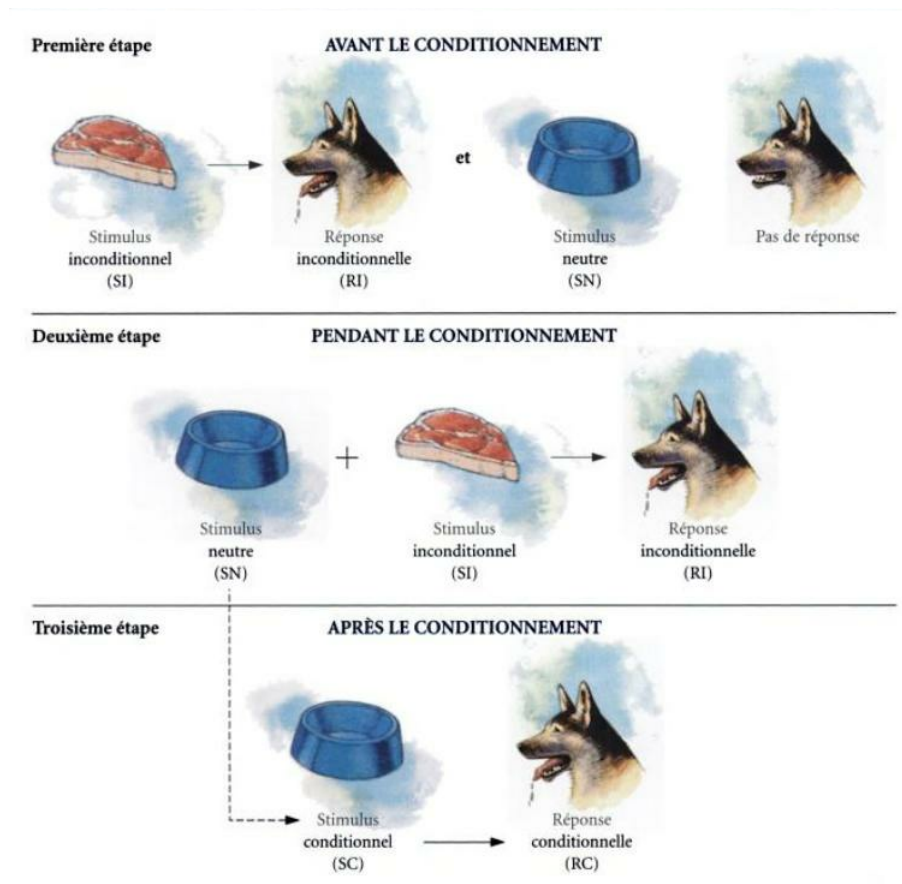 Première étape
AVANT LE CONDITIONNEMENT
et
Stimulus
inconditionnel
(SI)
Réponse
inconditionnelle
(RI)
Stimulus
neutre
(SN)
Pas de réponse
Deuxième étape
PENDANT LE CONDITIONNEMENT
+
Stimulus
neutre
(SN)
Stimulus
inconditionnel
(SI)
Réponse
inconditionnelle
(RI)
Troisième étape
APRÈS LE CONDITIONNEMENT
Stimulus
conditionnel
(SC)
Réponse
conditionnelle
(RC)